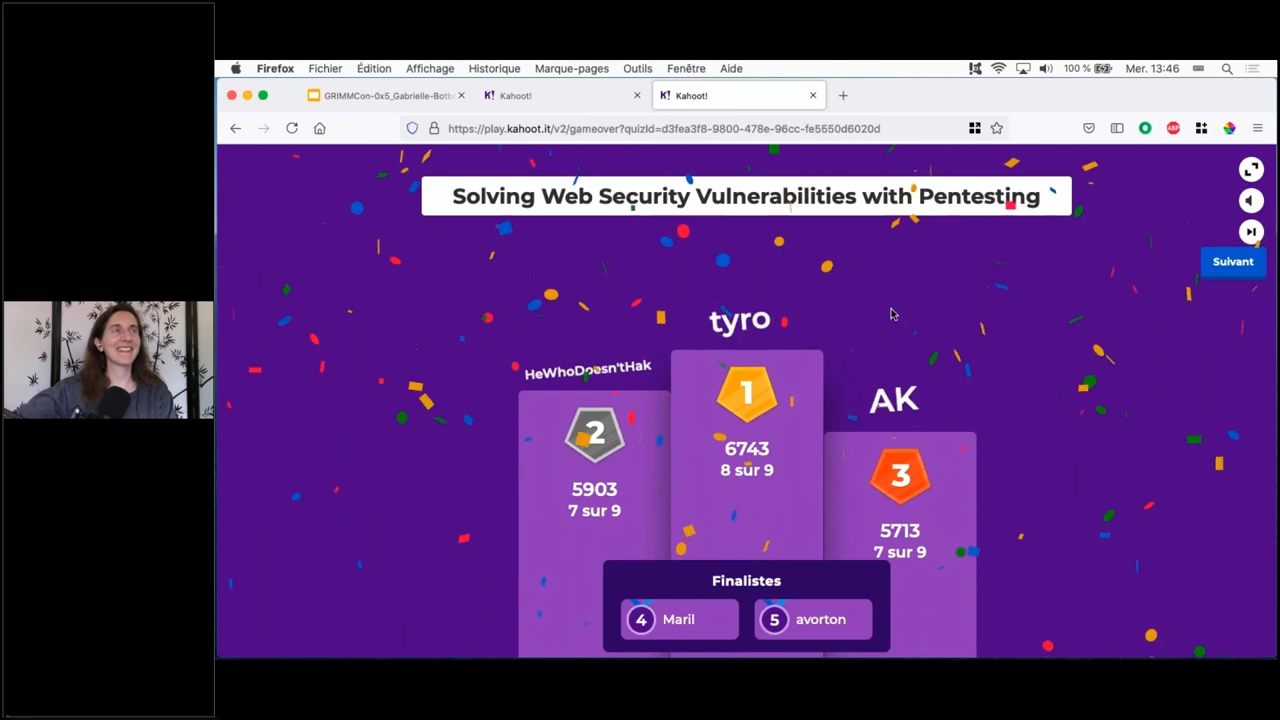 Firefox Fichier Édition Affichage Historique Marque-pages Outils Fenêtre Aide 100 % Mer. 13:46
GRIMMCon-0x5_Gabrielle-Botb
Kahoot!
Kahoot!
https://play.kahoot.it/v2/gameover?quizId=d3fea3f8-9800-478e-96cc-fe5550d6020d
ABP
Solving Web Security Vulnerabilities with Pentesting
Suivant
tyro
HeWhoDoesn'tHak
AK
1
6743
8 sur 9
2
5903
7 sur 9
3
5713
7 sur 9
Finalistes
4 Maril
5 avorton